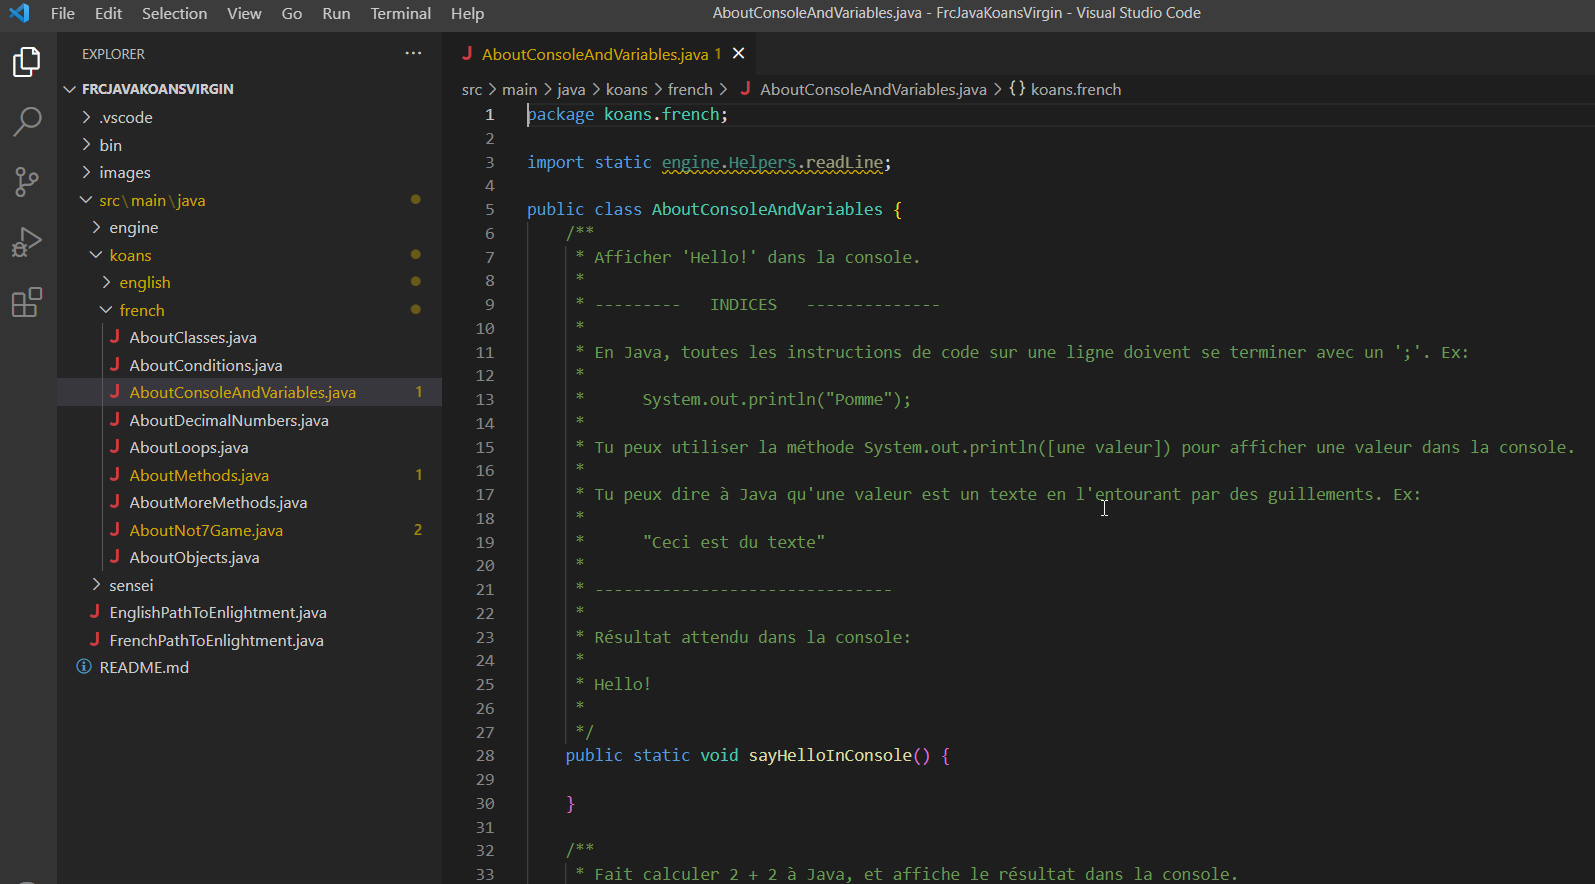 File Edit Selection View Go Run Terminal Help
AboutConsoleAndVariables.java - FrcJavaKoansVirgin - Visual Studio Code
EXPLORER
FRCJAVAKOANSVIRGIN
.vscode
bin
images
src\main\java
engine
koans
english
french
J AboutClasses.java
J AboutConditions.java
J AboutConsoleAndVariables.java 1
J AboutDecimalNumbers.java
J AboutLoops.java
J AboutMethods.java 1
J AboutMoreMethods.java
J AboutNot7Game.java 2
J AboutObjects.java
sensei
J EnglishPathToEnlightment.java
J FrenchPathToEnlightment.java
README.md
J AboutConsoleAndVariables.java 1
src > main > java > koans > french > J AboutConsoleAndVariables.java > {} koans.french
1 package koans.french;
2
3 import static engine.Helpers.readLine;
4
5 public class AboutConsoleAndVariables {
6 /**
7 * Afficher 'Hello!' dans la console.
8 *
9 * --------- INDICES --------------
10 *
11 * En Java, toutes les instructions de code sur une ligne doivent se terminer avec un ';'. Ex:
12 *
13 * System.out.println("Pomme");
14 *
15 * Tu peux utiliser la méthode System.out.println([une valeur]) pour afficher une valeur dans la console.
16 *
17 * Tu peux dire à Java qu'une valeur est un texte en l'entourant par des guillements. Ex:
18 *
19 * "Ceci est du texte"
20 *
21 * -------------------------------
22 *
23 * Résultat attendu dans la console:
24 *
25 * Hello!
26 *
27 */
28 public static void sayHelloInConsole() {
29
30 }
31
32 /**
33 * Fait calculer 2 + 2 à Java, et affiche le résultat dans la console.